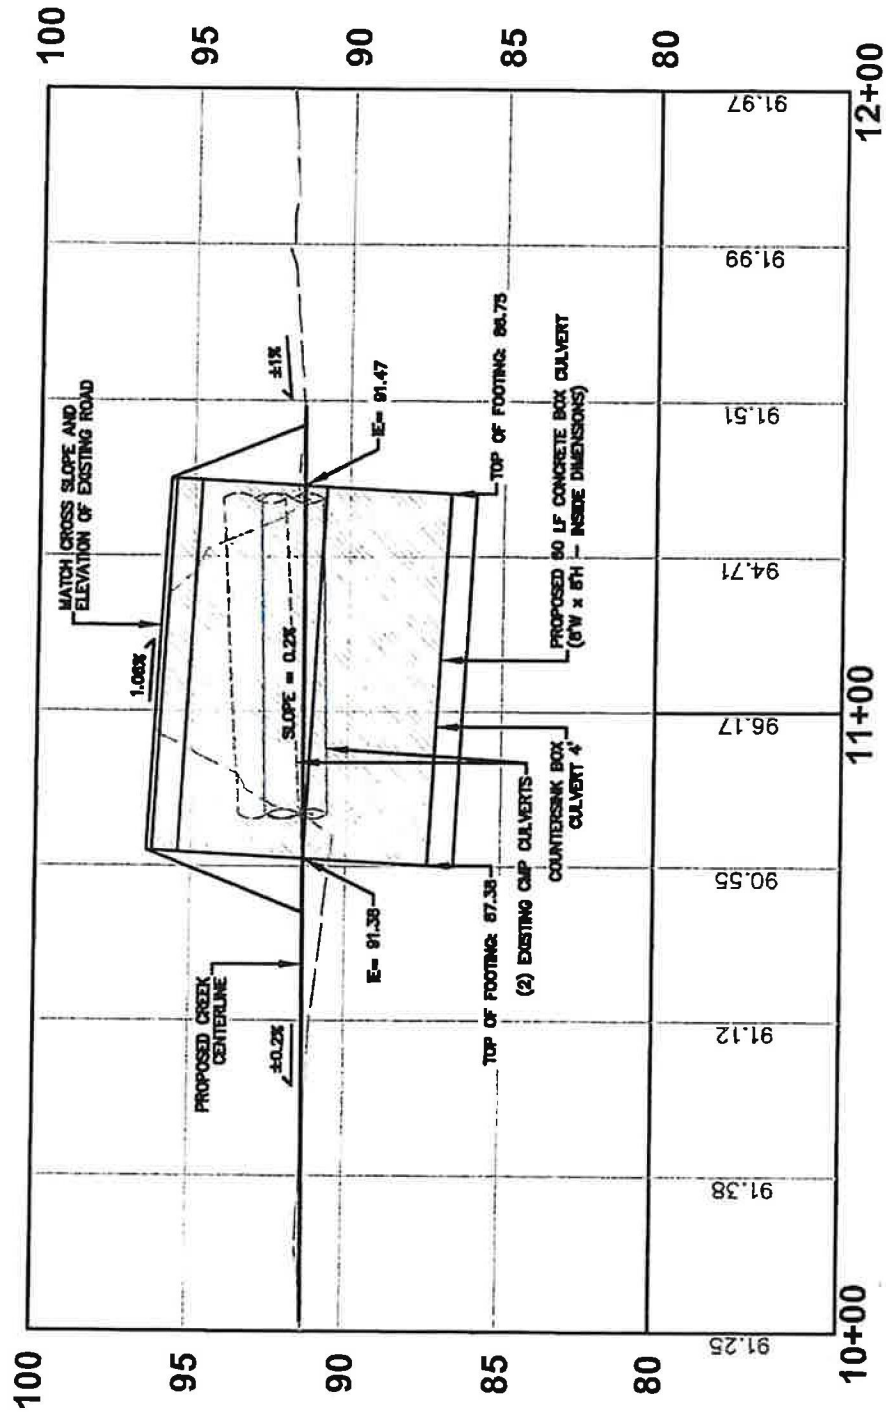 100
95
90
85
80
100
95
90
85
80
MATCH CROSS SLOPE AND
ELEVATION OF EXISTING ROAD
1.06%
±1%
PROPOSED CREEK
CENTERLINE
±0.2%
SLOPE = 0.2%
IE= 91.47
IE= 91.38
TOP OF FOOTING: 86.75
TOP OF FOOTING: 87.38
(2) EXISTING CMP CULVERTS
COUNTERSINK BOX
CULVERT 4'
PROPOSED 60 LF CONCRETE BOX CULVERT
(8'W x 8'H - INSIDE DIMENSIONS)
91.25
91.38
91.12
90.55
96.17
94.71
91.51
91.99
91.97
10+00
11+00
12+00